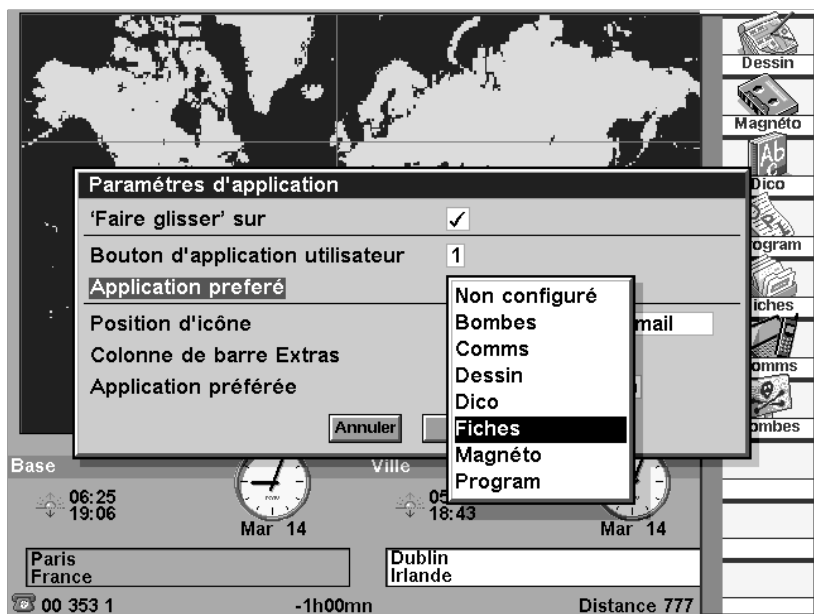 Dessin
Magnéto
Ab
c
Dico
Paramétres d'application
'Faire glisser' sur ✓
Bouton d'application utilisateur 1
Application preferé
Position d'icône mail
Colonne de barre Extras
Application préférée
Annuler
Non configuré
Bombes
Comms
Dessin
Dico
Fiches
Magnéto
Program
ogram
iches
omms
ombes
Base
06:25
19:06
Mar 14
Ville
05
18:43
Mar 14
Paris
France
Dublin
Irlande
00 353 1 -1h00mn Distance 777